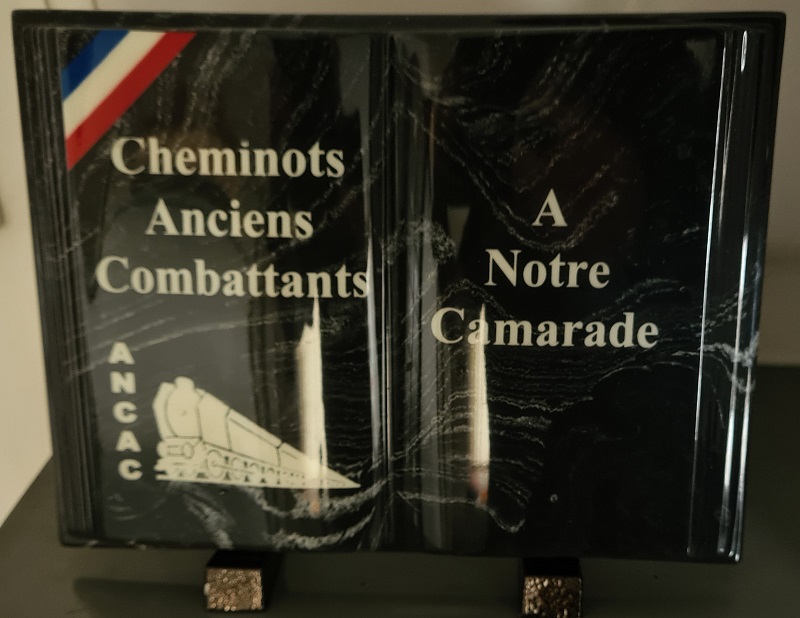 Cheminots
Anciens
Combattants
ANCAC
A
Notre
Camarade